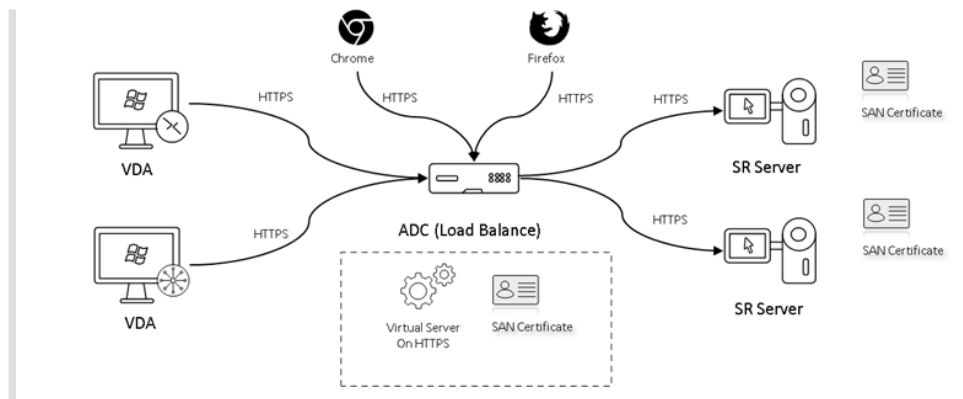 Chrome
Firefox
HTTPS
HTTPS
HTTPS
HTTPS
SAN Certificate
VDA
8888
SR Server
HTTPS
HTTPS
ADC (Load Balance)
SAN Certificate
VDA
Virtual Server
On HTTPS
SAN Certificate
SR Server